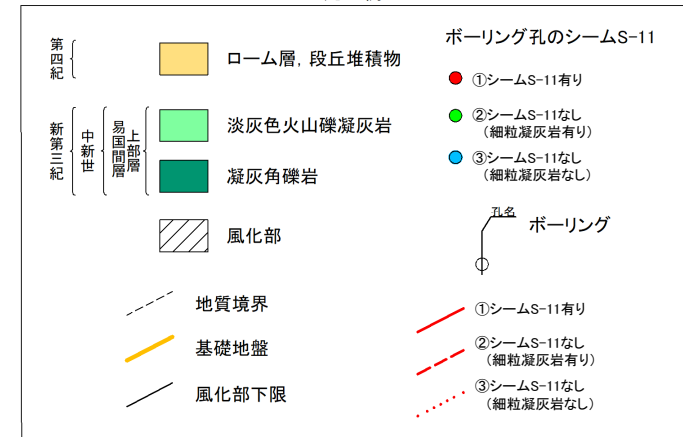 第四紀
ローム層, 段丘堆積物
新第三紀
中新世
易国間層
上部層
淡灰色火山礫凝灰岩
凝灰角礫岩
風化部
地質境界
基礎地盤
風化部下限
ボーリング孔のシームS-11
①シームS-11有り
②シームS-11なし
(細粒凝灰岩有り)
③シームS-11なし
(細粒凝灰岩なし)
孔名
ボーリング
①シームS-11有り
②シームS-11なし
(細粒凝灰岩有り)
③シームS-11なし
(細粒凝灰岩なし)